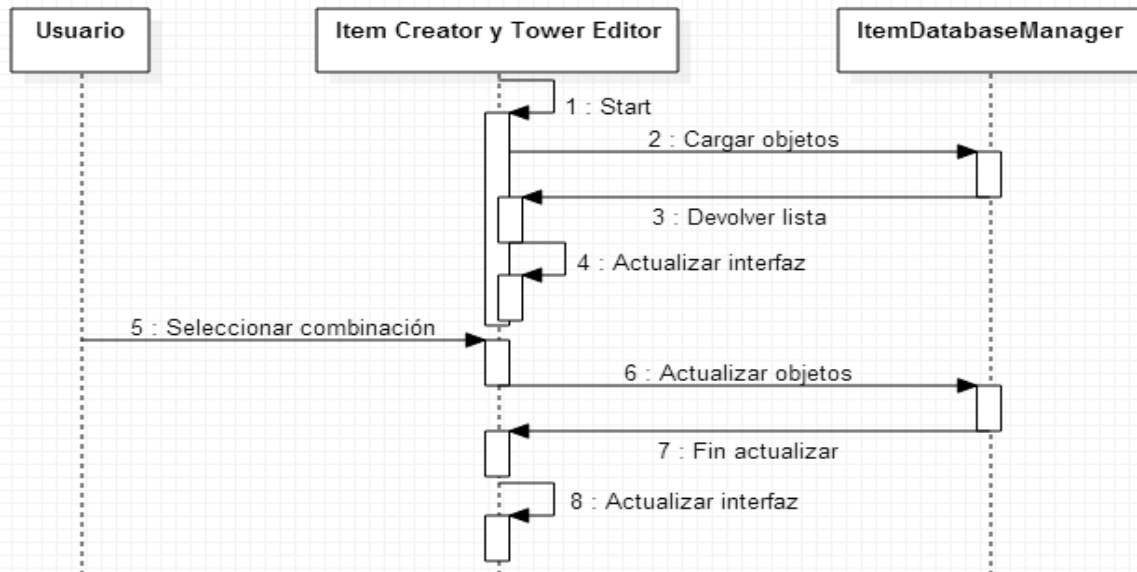 Usuario
Item Creator y Tower Editor
ItemDatabaseManager
1 : Start
2 : Cargar objetos
3 : Devolver lista
4 : Actualizar interfaz
5 : Seleccionar combinación
6 : Actualizar objetos
7 : Fin actualizar
8 : Actualizar interfaz